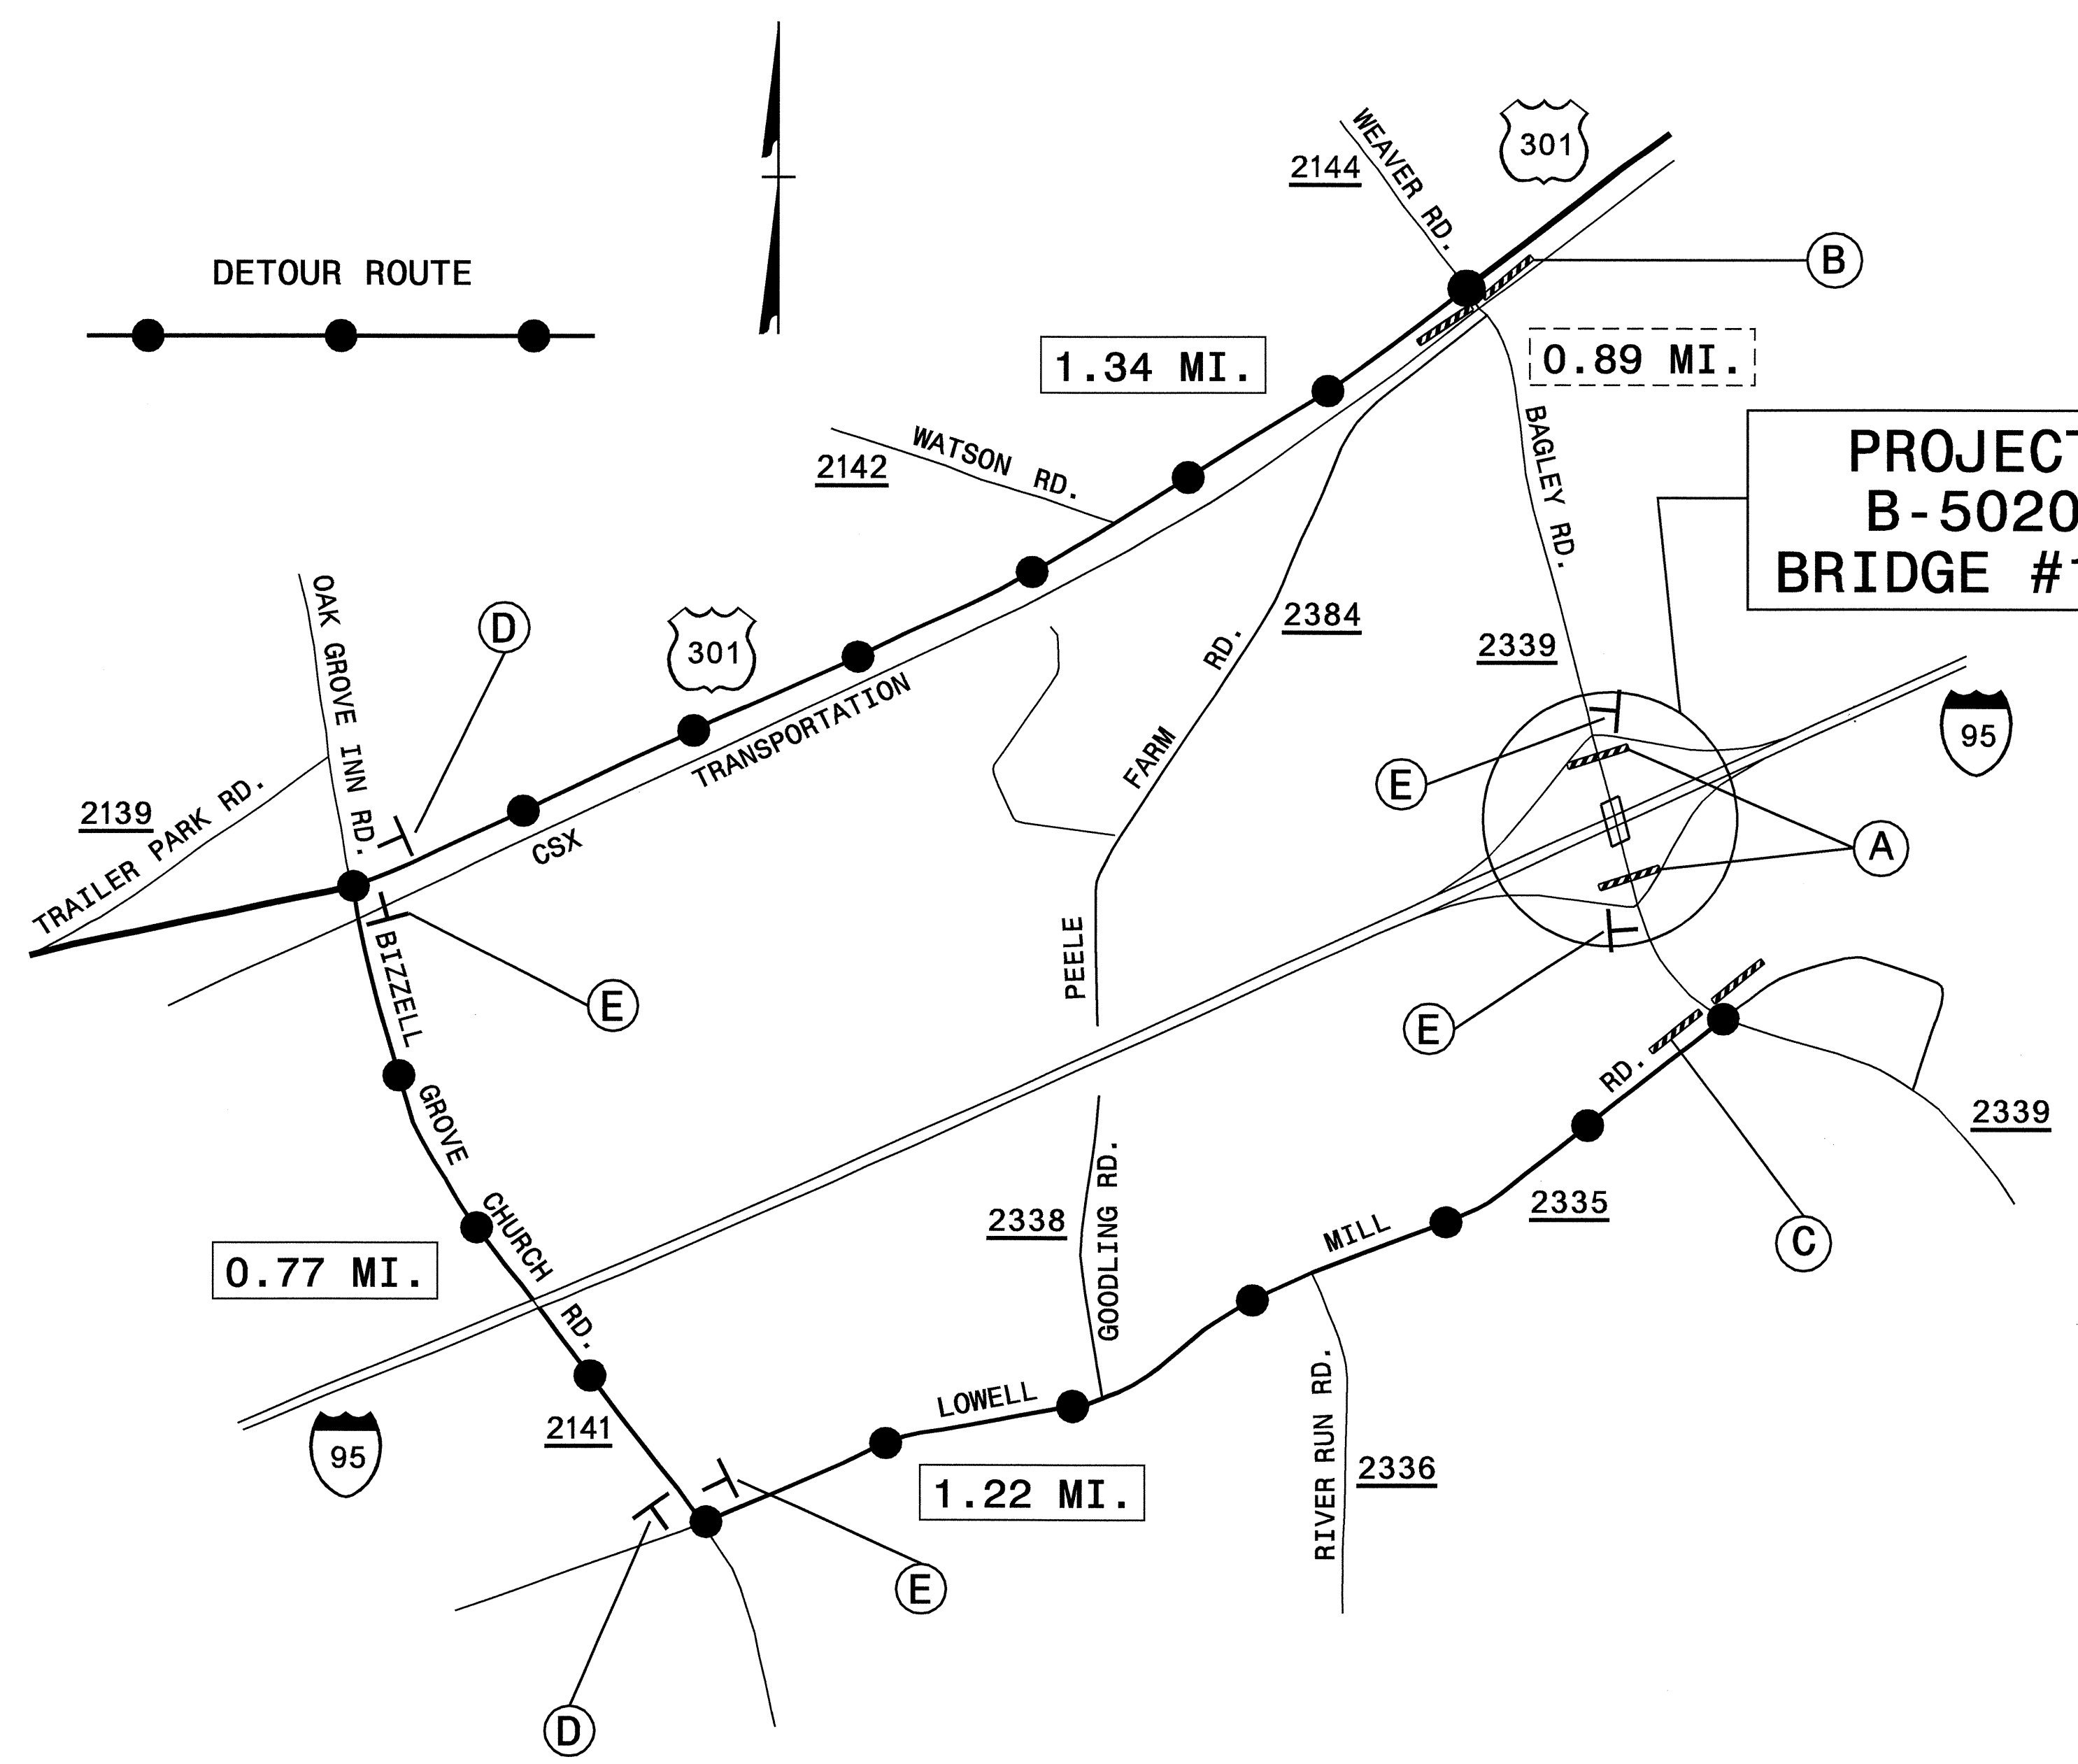 WEAVER RD.
301
2144
B
DETOUR ROUTE
1.34 MI.
0.89 MI.
BAGLEY RD.
PROJECT
B-5020
BRIDGE #1
WATSON RD.
2142
OAK GROVE INN RD.
D
301
2384
2339
PEELE FARM RD.
CSX TRANSPORTATION
95
E
2139
TRAILER PARK RD.
A
E
E
BIZZELL GROVE CHURCH RD.
2339
2338
GOODLING RD.
LOWELL MILL RD.
2335
C
0.77 MI.
RIVER RUN RD.
2141
95
2336
1.22 MI.
E
D